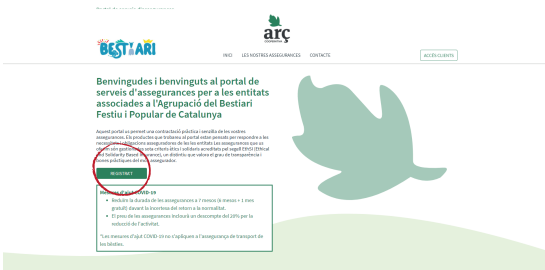 arç
COOPERATIVA
BESTIARI
INICI LES NOSTRES ASSEGURANCES CONTACTE
ACCÉS CLIENTS
Benvingudes i benvinguts al portal de
serveis d'assegurances per a les entitats
associades a l'Agrupació del Bestiari
Festiu i Popular de Catalunya
Aquest portal us permet una contractació pràctica i senzilla de les vostres
assegurances. Els productes que trobareu al portal estan pensats per respondre a les
necessitats i obligacions asseguradores de les entitats. Les assegurances que us
oferim són gestionades sota criteris ètics i solidaris acreditats pel segell EthSI (Ethical
and Solidarity Based Insurance), un distintiu que valora el grau de transparència i
bones pràctiques del món assegurador.
REGISTRA'T
Mesures d'ajut COVID-19
Reduïm la durada de les assegurances a 7 mesos (6 mesos + 1 mes
gratuït) davant la incertesa del retorn a la normalitat.
El preu de les assegurances inclourà un descompte del 20% per la
reducció de l'activitat.
*Les mesures d'ajut COVID-19 no s'apliquen a l'assegurança de transport de
les bèsties.